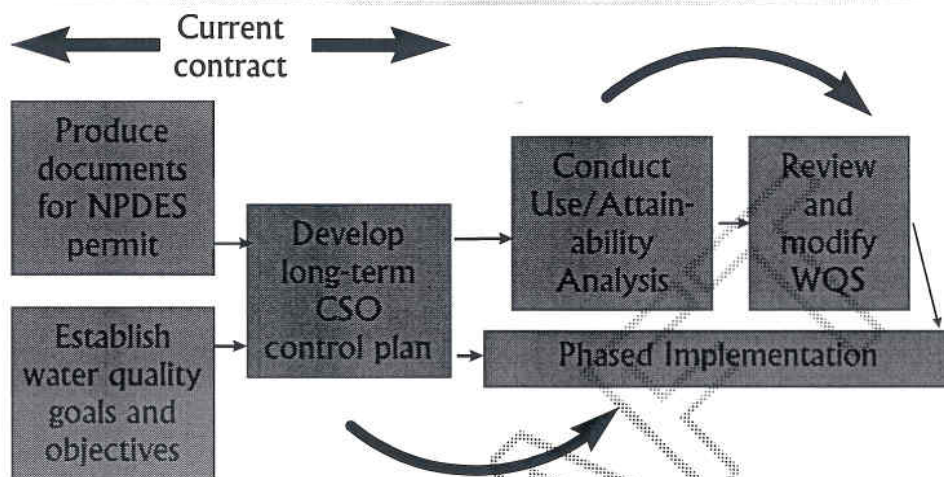 Current
contract
Produce
documents
for NPDES
permit
Establish
water quality
goals and
objectives
Develop
long-term
CSO
control plan
Conduct
Use/Attain-
ability
Analysis
Review
and
modify
WQS
Phased Implementation